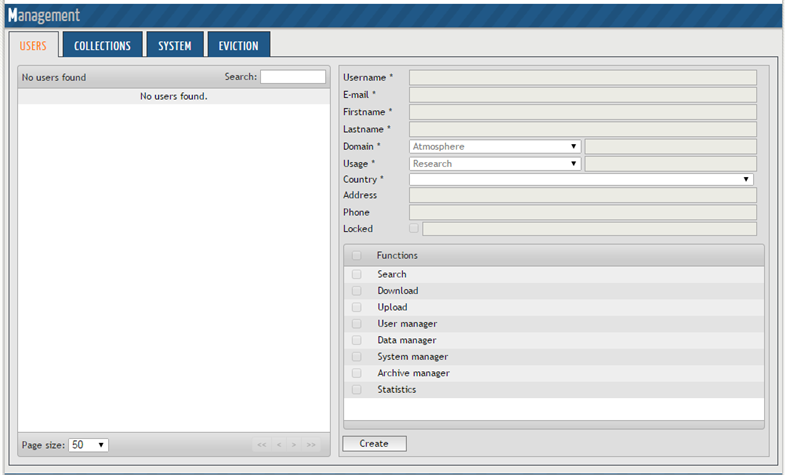 Management
USERS COLLECTIONS SYSTEM EVICTION
No users found Search:
No users found.
Page size: 50 << < > >>
Username *
E-mail *
Firstname *
Lastname *
Domain * Atmosphere
Usage * Research
Country *
Address
Phone
Locked
Functions
Search
Download
Upload
User manager
Data manager
System manager
Archive manager
Statistics
Create